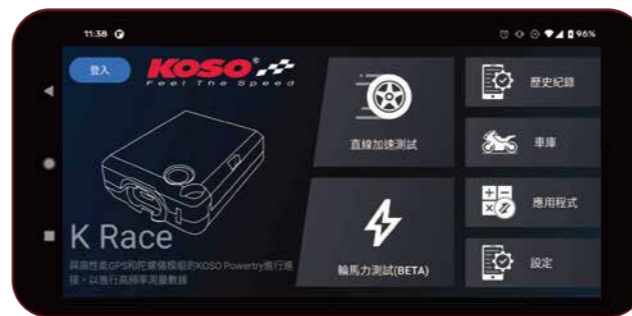 11:38
96%
登入
KOSO
Feel The Speed
K Race
與高性能GPS和陀螺儀模組的KOSO Powertry進行連
接，以進行高頻率測量數據
直線加速測試
輪馬力測試(BETA)
歷史紀錄
車庫
應用程式
設定